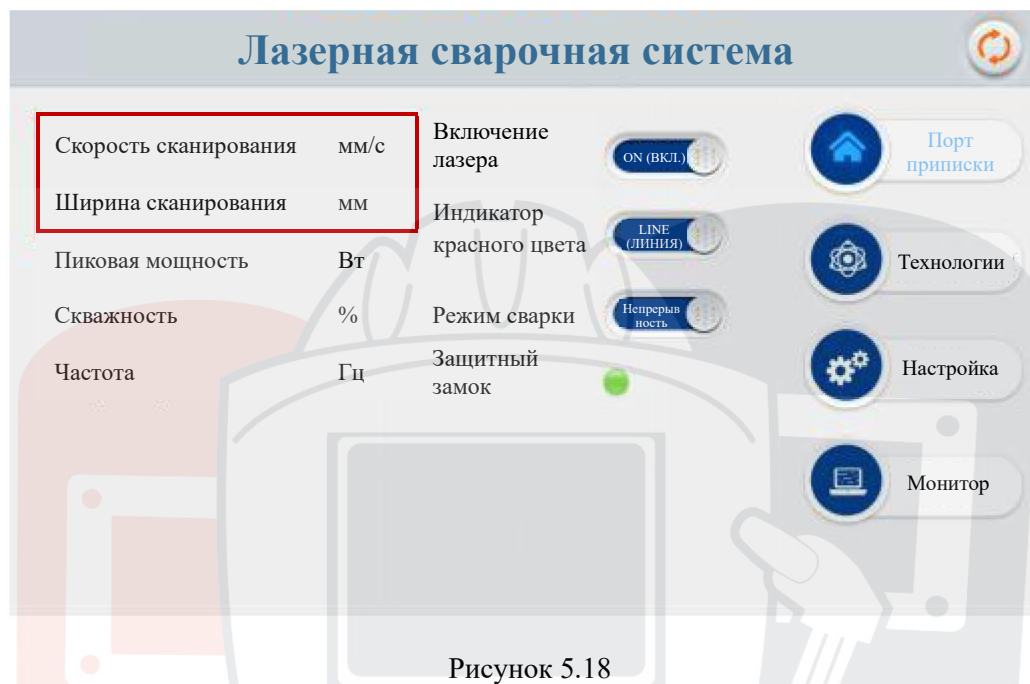 Лазерная сварочная система
Скорость сканирования мм/с
Ширина сканирования мм
Пиковая мощность Вт
Скважность %
Частота Гц
Включение
лазера
ON (ВКЛ.)
Индикатор
красного цвета
LINE
(ЛИНИЯ)
Режим сварки
Непрерыв
ность
Защитный
замок
Порт
приписки
Технологии
Настройка
Монитор
Рисунок 5.18